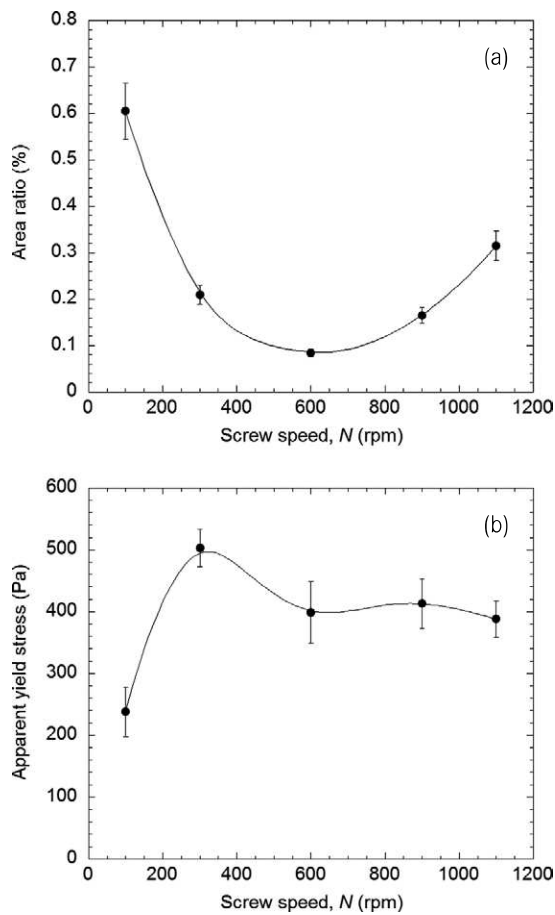 0.8
(a)
0.7
0.6
0.5
0.4
0.3
0.2
0.1
0
Area ratio (%)
0 200 400 600 800 1000 1200
Screw speed, N (rpm)
600
(b)
500
400
300
200
100
0
Apparent yield stress (Pa)
0 200 400 600 800 1000 1200
Screw speed, N (rpm)